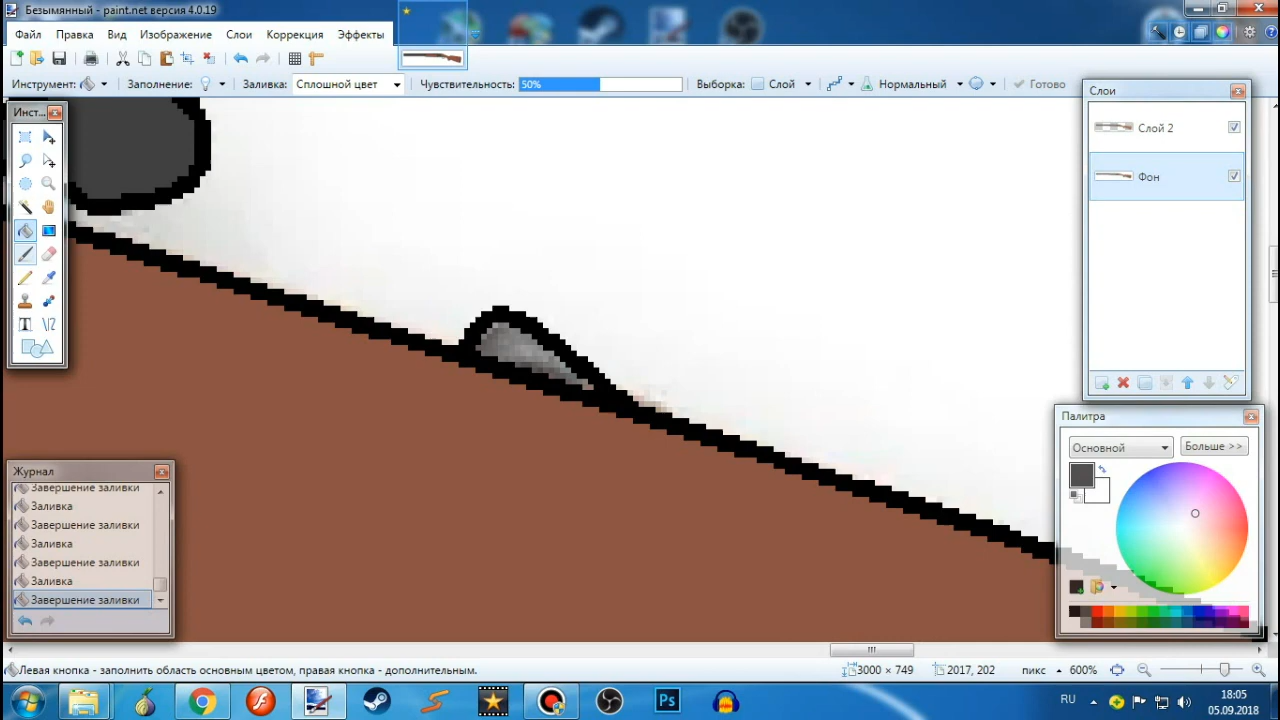 Безымянный - paint.net версия 4.0.19
Файл Правка Вид Изображение Слои Коррекция Эффекты
Инструмент: Заполнение: Заливка: Сплошной цвет Чувствительность: 50% Выборка: Слой Нормальный Готово
Инст...
Слои
Слой 2
Фон
Палитра
Основной
Больше >>
Журнал
Завершение заливки
Заливка
Завершение заливки
Заливка
Завершение заливки
Заливка
Завершение заливки
Левая кнопка - заполнить область основным цветом, правая кнопка - дополнительным.
3000 × 749 2017, 202 пикс 600%
Ps
RU
18:05
05.09.2018